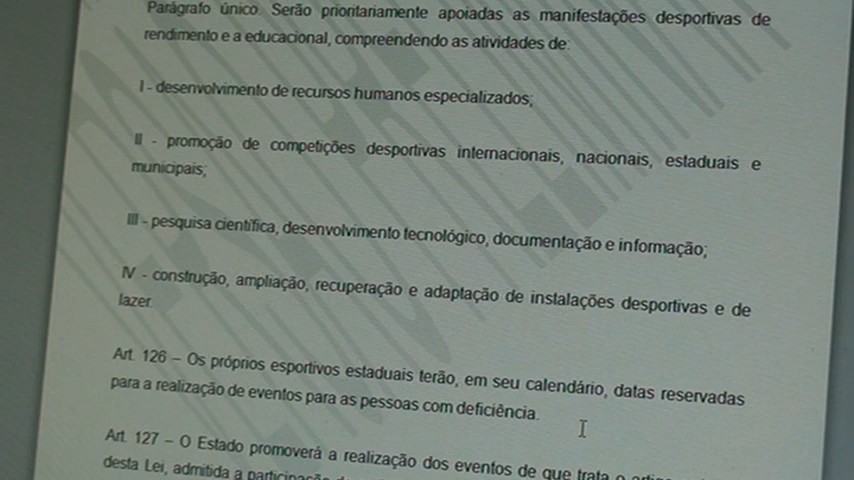 Parágrafo único. Serão priontariamente apoiadas as manifestações desportivas de
rendimento e a educacional, compreendendo as atividades de:
I - desenvolvimento de recursos humanos especializados;
II - promoção de competições desportivas internacionais, nacionais, estaduais e
municipais;
III - pesquisa científica, desenvolvimento tecnológico, documentação e informação;
IV - construção, ampliação, recuperação e adaptação de instalações desportivas e de
lazer.
Art. 126 – Os próprios esportivos estaduais terão, em seu calendário, datas reservadas
para a realização de eventos para as pessoas com deficiência.
Art. 127 – O Estado promoverá a realização dos eventos de que trata o artigo
desta Lei, admitida a participação